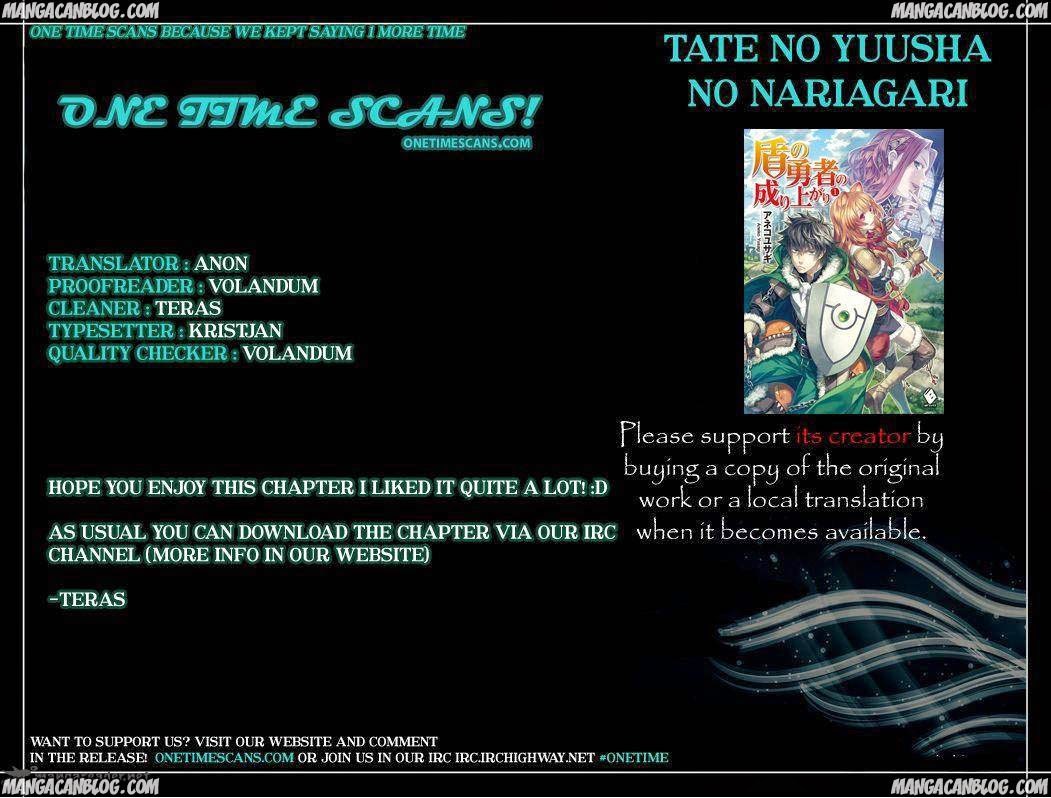 MANGACANBLOG.COM MANGACANBLOG.COM
ONE TIME SCANS BECAUSE WE KEPT SAYING 1 MORE TIME
TATE NO YUUSHA
NO NARIAGARI
ONE TIME SCANS!
ONETIMESCANS.COM
盾の
勇者の
成り上がり
1
アネコユサギ
TRANSLATOR : ANON
PROOFREADER : VOLANDUM
CLEANER : TERAS
TYPESETTER : KRISTJAN
QUALITY CHECKER : VOLANDUM
Please support its creator by
buying a copy of the original
work or a local translation
when it becomes available.
HOPE YOU ENJOY THIS CHAPTER I LIKED IT QUITE A LOT! :D
AS USUAL YOU CAN DOWNLOAD THE CHAPTER VIA OUR IRC
CHANNEL (MORE INFO IN OUR WEBSITE)
-TERAS
WANT TO SUPPORT US? VISIT OUR WEBSITE AND COMMENT
IN THE RELEASE! ONETIMESCANS.COM OR JOIN US IN OUR IRC IRC.IRCHIGHWAY.NET #ONETIME
MANGACANBLOG.COM MANGACANBLOG.COM